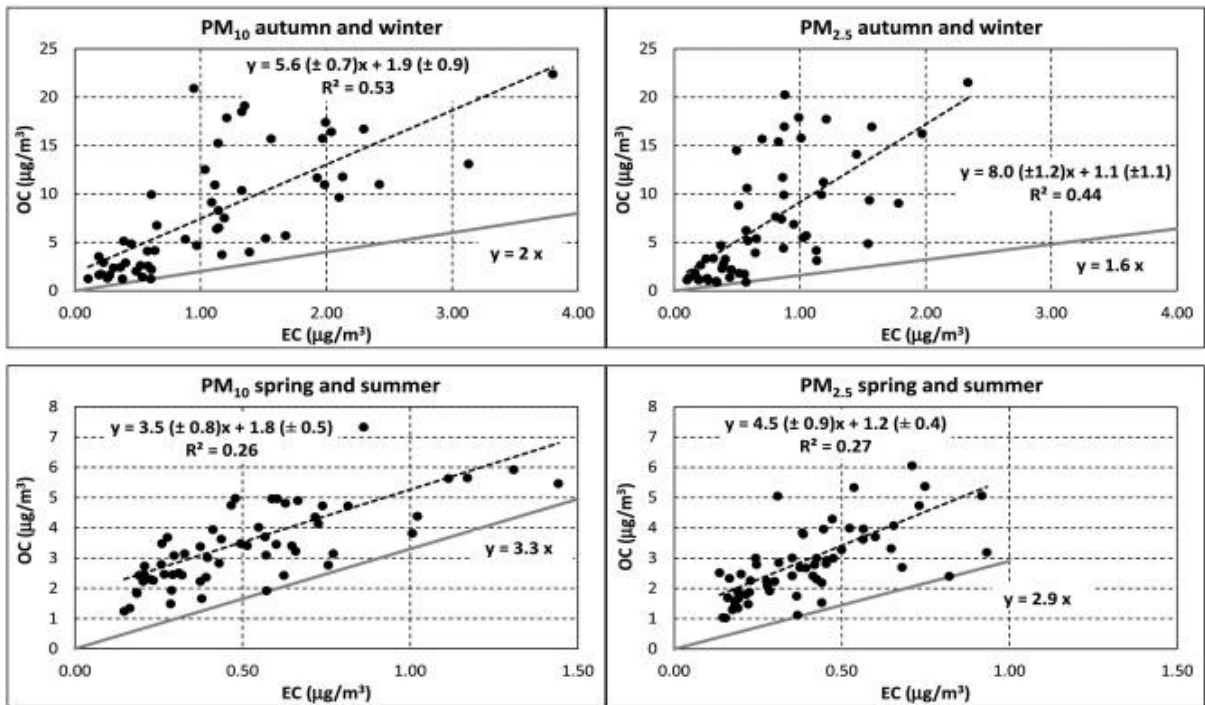 PM10 autumn and winter
y = 5.6 (± 0.7)x + 1.9 (± 0.9)
R² = 0.53
OC (µg/m³)
25
20
15
10
5
0
y = 2 x
0.00 1.00 2.00 3.00 4.00
EC (µg/m³)
PM2.5 autumn and winter
OC (µg/m³)
25
20
15
10
5
0
y = 8.0 (±1.2)x + 1.1 (±1.1)
R² = 0.44
y = 1.6 x
0.00 1.00 2.00 3.00 4.00
EC (µg/m³)
PM10 spring and summer
y = 3.5 (± 0.8)x + 1.8 (± 0.5)
R² = 0.26
OC (µg/m³)
8
7
6
5
4
3
2
1
0
y = 3.3 x
0.00 0.50 1.00 1.50
EC (µg/m³)
PM2.5 spring and summer
y = 4.5 (± 0.9)x + 1.2 (± 0.4)
R² = 0.27
OC (µg/m³)
8
7
6
5
4
3
2
1
0
y = 2.9 x
0.00 0.50 1.00 1.50
EC (µg/m³)